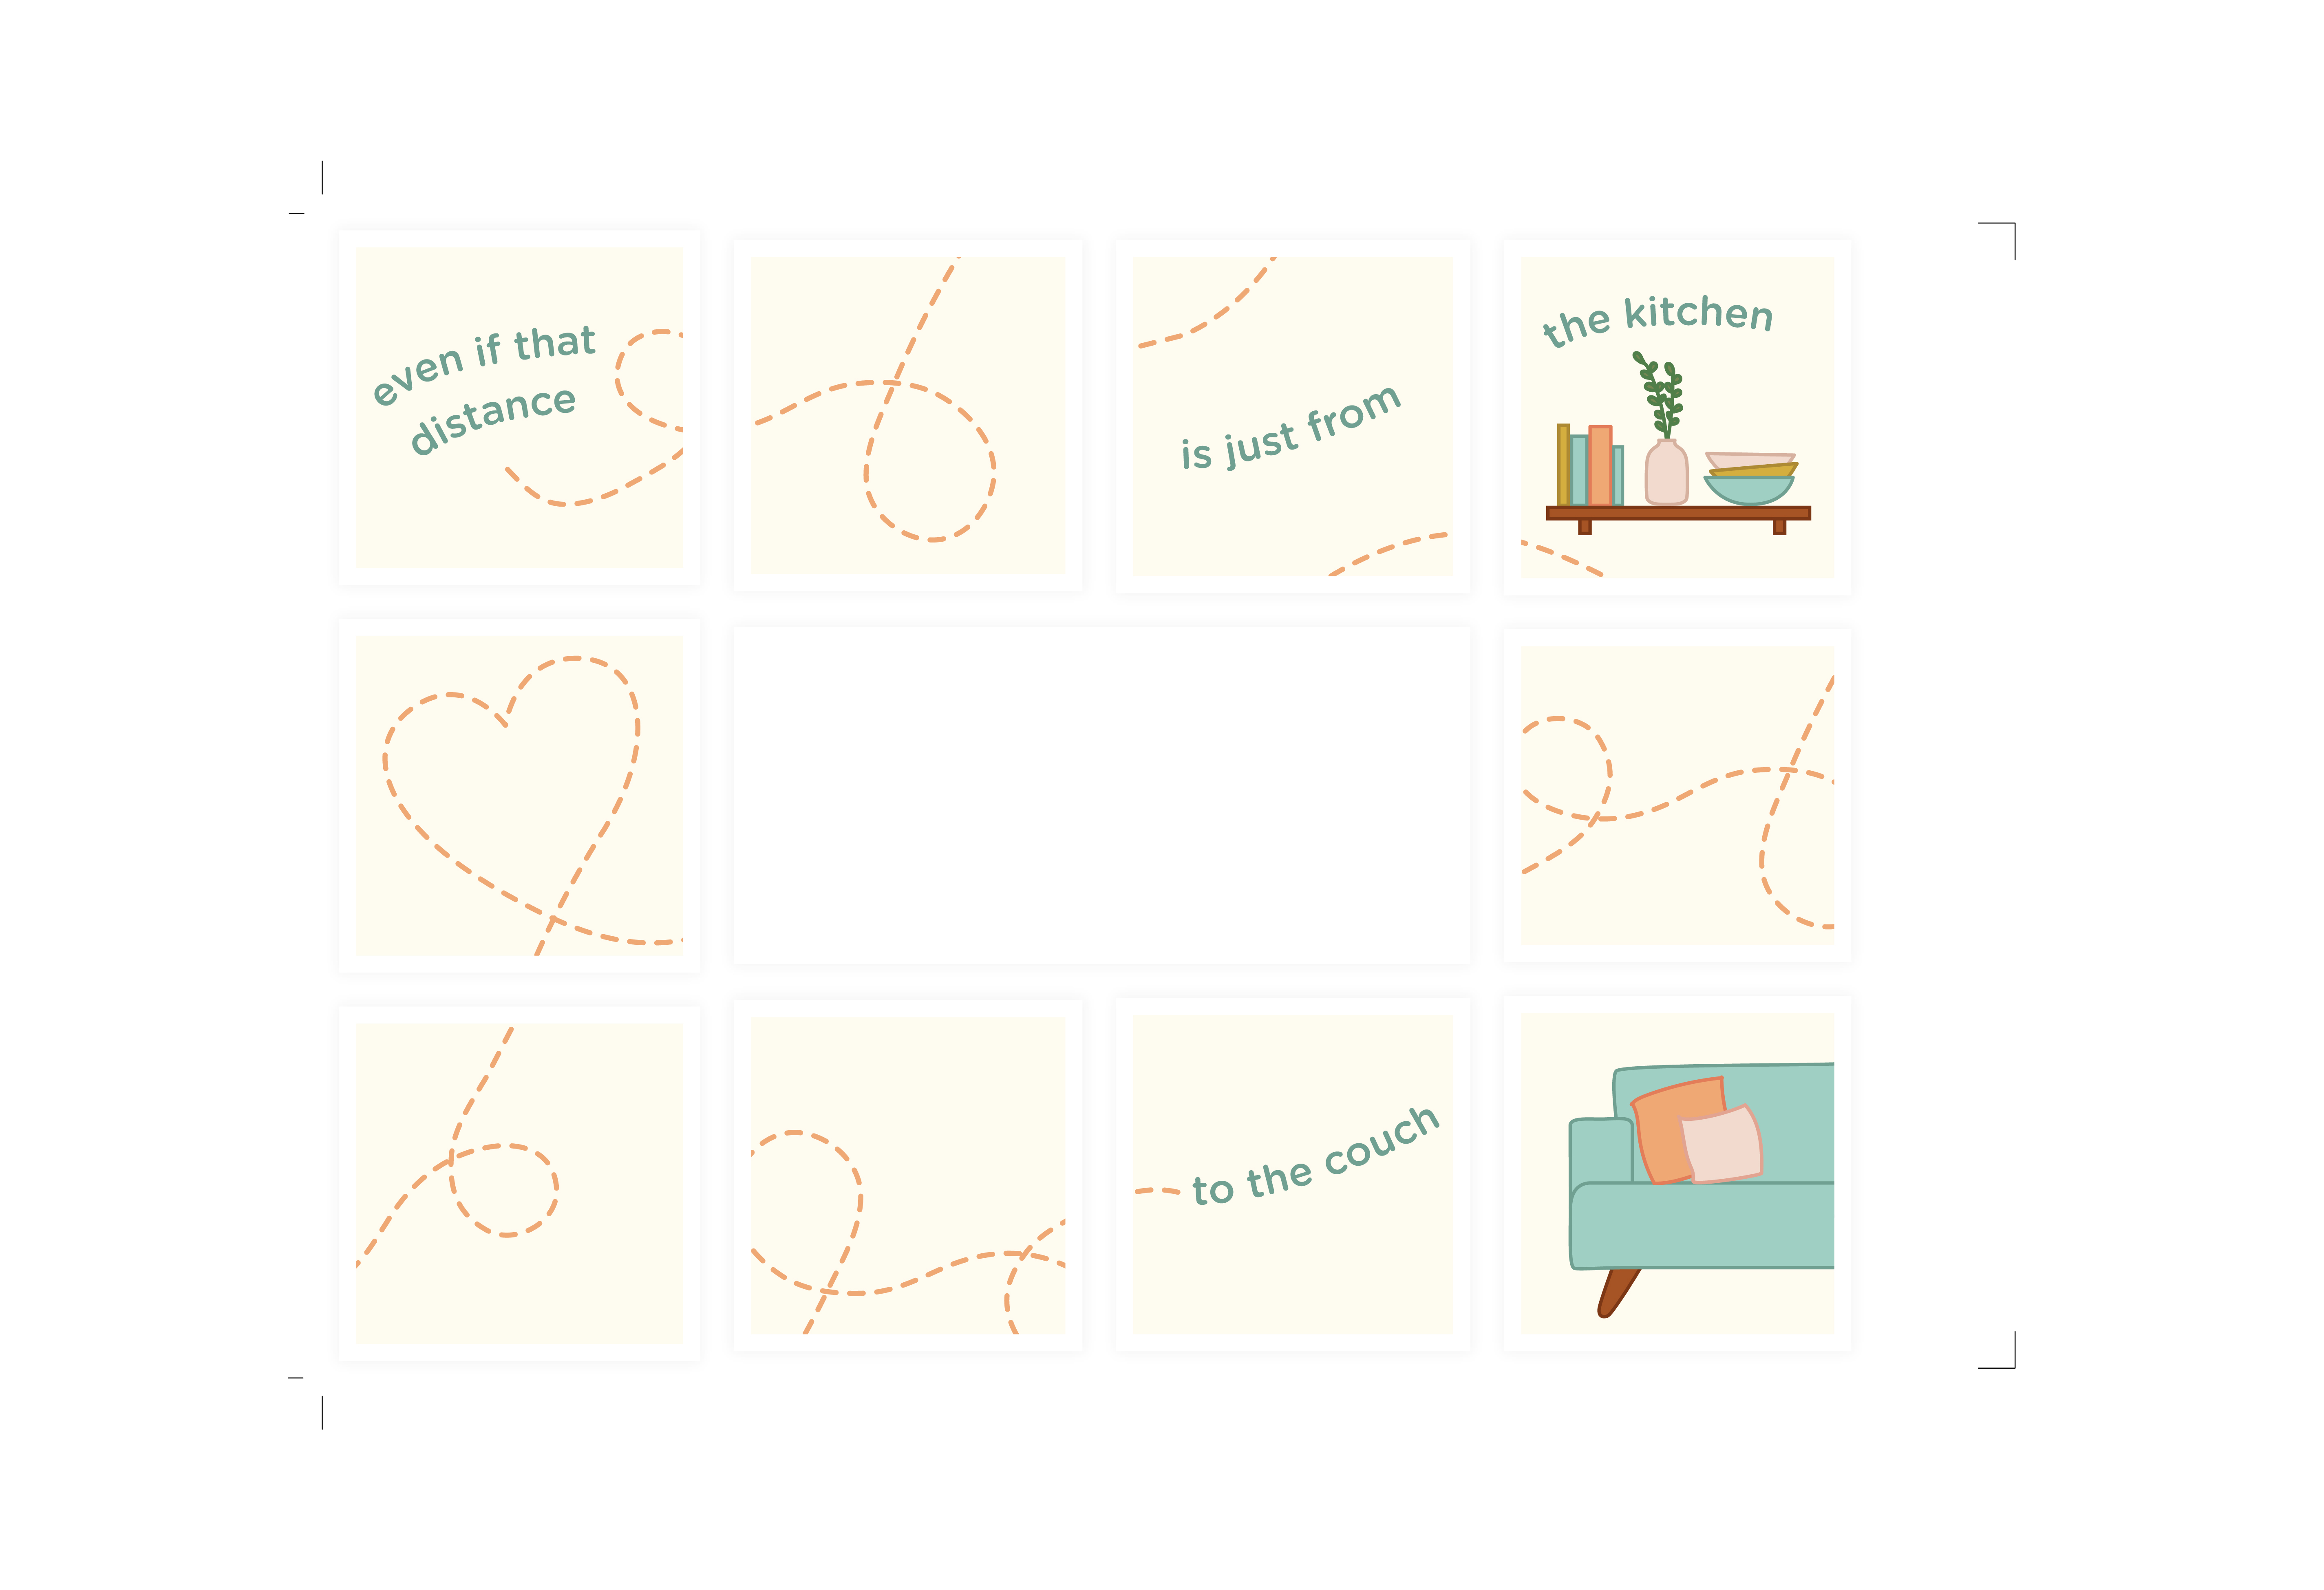 even if that
distance
is just from
the kitchen
to the couch